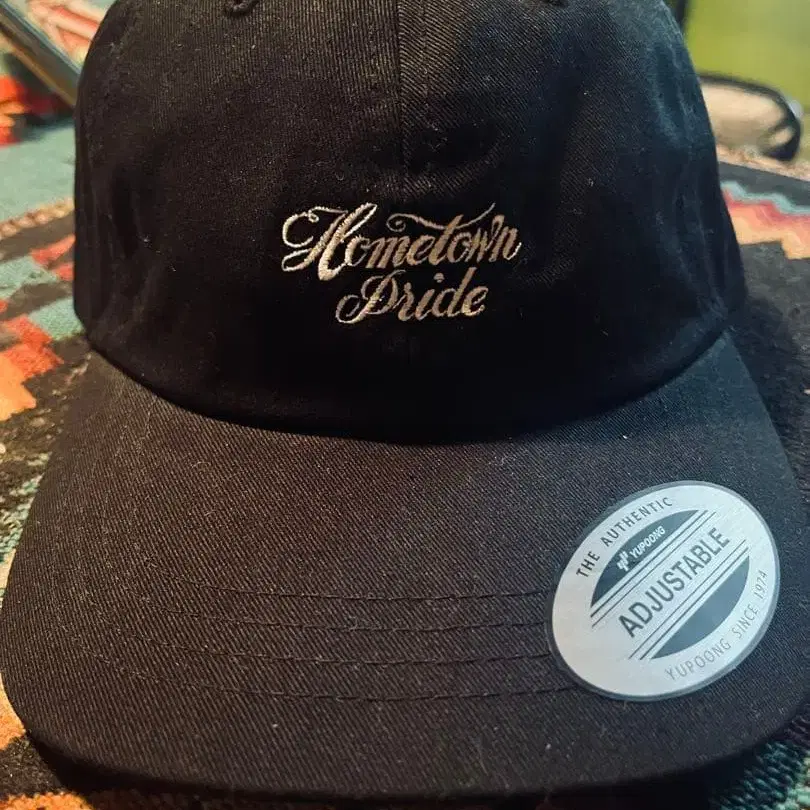 Hometown
Pride
THE AUTHENTIC
YUPOONG
ADJUSTABLE
YUPOONG SINCE 1974